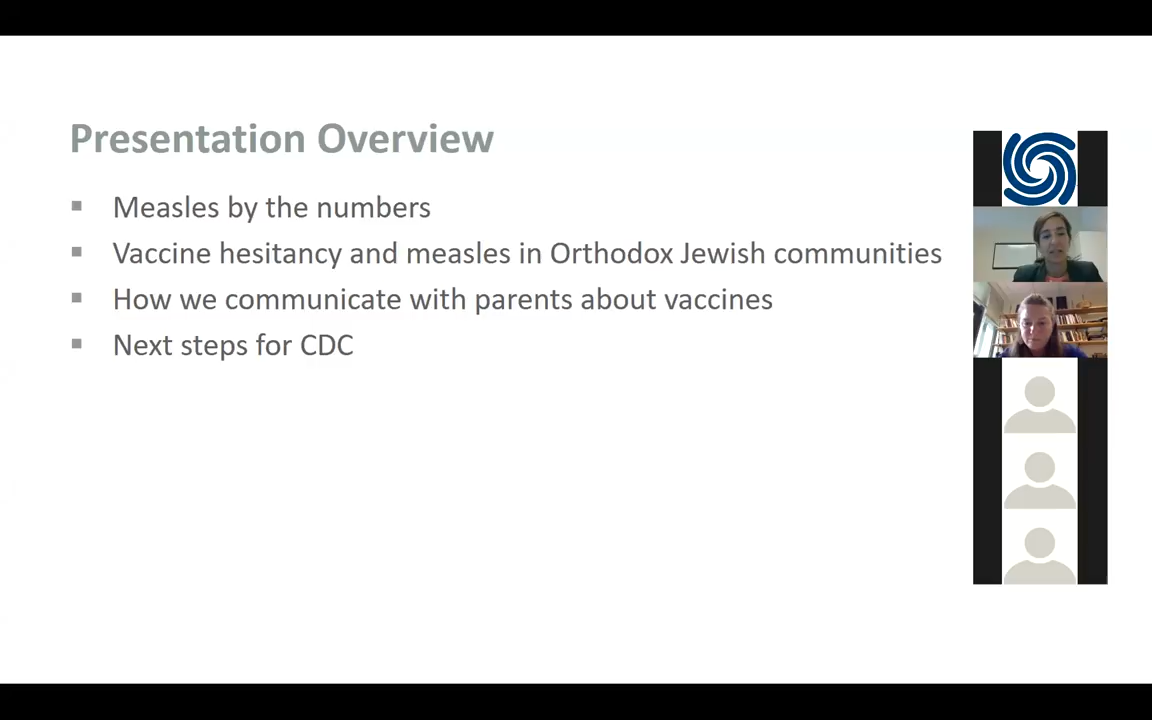 Presentation Overview
Measles by the numbers
Vaccine hesitancy and measles in Orthodox Jewish communities
How we communicate with parents about vaccines
Next steps for CDC